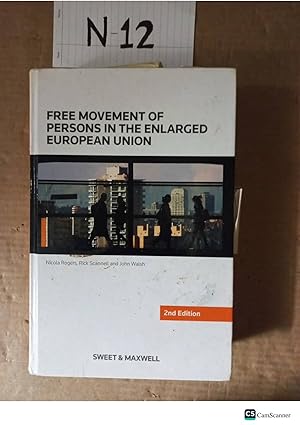 N-12
FREE MOVEMENT OF
PERSONS IN THE ENLARGED
EUROPEAN UNION
Nicola Rogers, Rick Scannell and John Walsh
2nd Edition
SWEET & MAXWELL
CS CamScanner